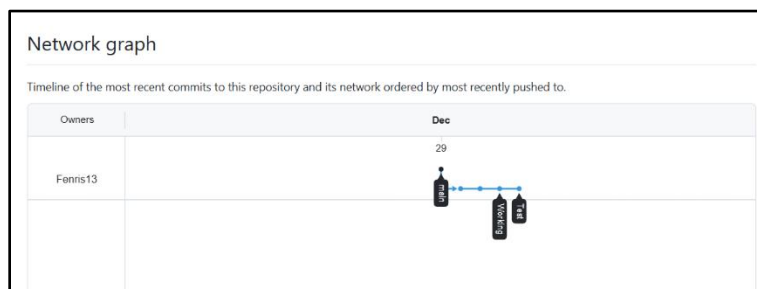 Network graph
Timeline of the most recent commits to this repository and its network ordered by most recently pushed to.
Owners
Dec
29
Fenris13
main
Working
Test